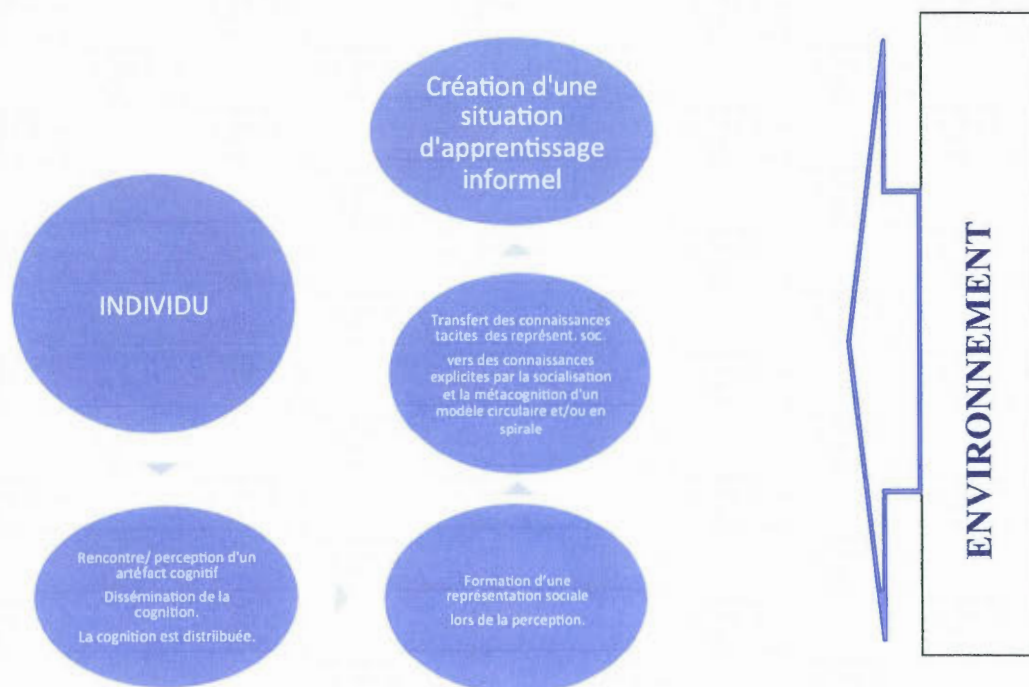 INDIVIDU
Rencontre/ perception d'un
artéfact cognitif
Dissémination de la
cognition.
La cognition est distriibuée.
Formation d'une
représentation sociale
lors de la perception.
Transfert des connaissances
tacites des représent. soc.
vers des connaissances
explicites par la socialisation
et la métacognition d'un
modèle circulaire et/ou en
spirale
Création d'une
situation
d'apprentissage
informel
ENVIRONNEMENT